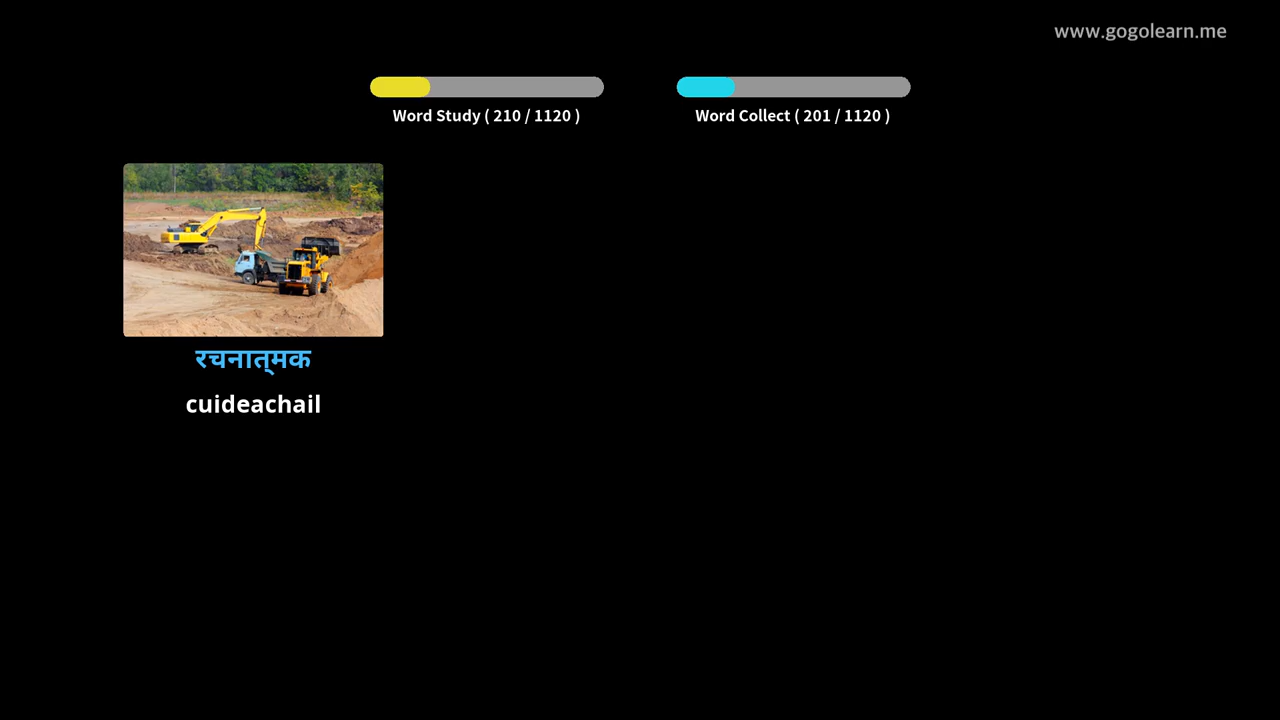 www.gogolearn.me
Word Study ( 210 / 1120 )
Word Collect ( 201 / 1120 )
रचनात्मक
cuideachail